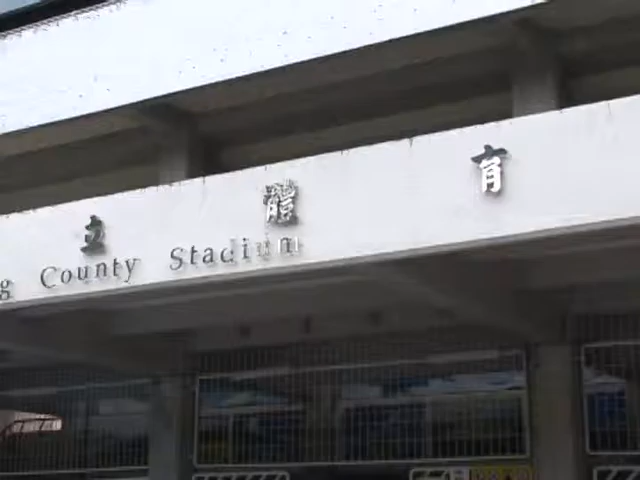 立體育
County Stadium